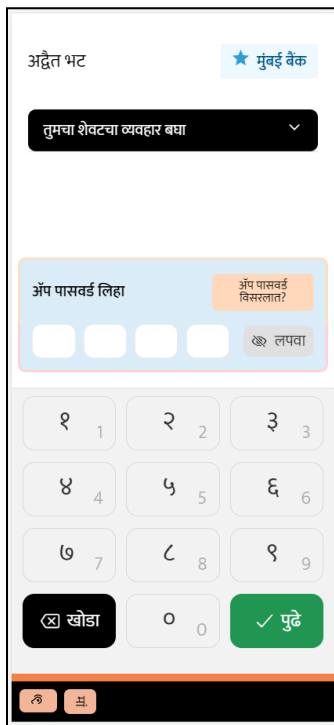 अद्वैत भट
मुंबई बैंक
तुमचा शेवटचा व्यवहार बघा
ॲप पासवर्ड लिहा
ॲप पासवर्ड
विसरलात?
लपवा
१ 1
२ 2
३ 3
४ 4
५ 5
६ 6
७ 7
८ 8
९ 9
खोडा
० 0
पुढे